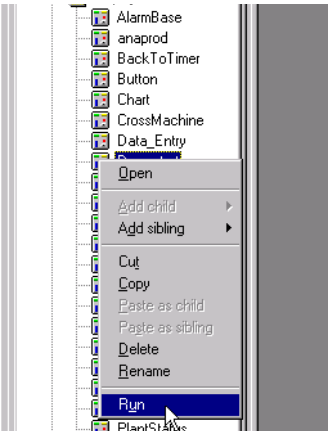 AlarmBase
anaprod
BackToTimer
Button
Chart
CrossMachine
Data_Entry
Open
Add child
Add sibling
Cut
Copy
Paste as child
Paste as sibling
Delete
Rename
Run
PlantStatus